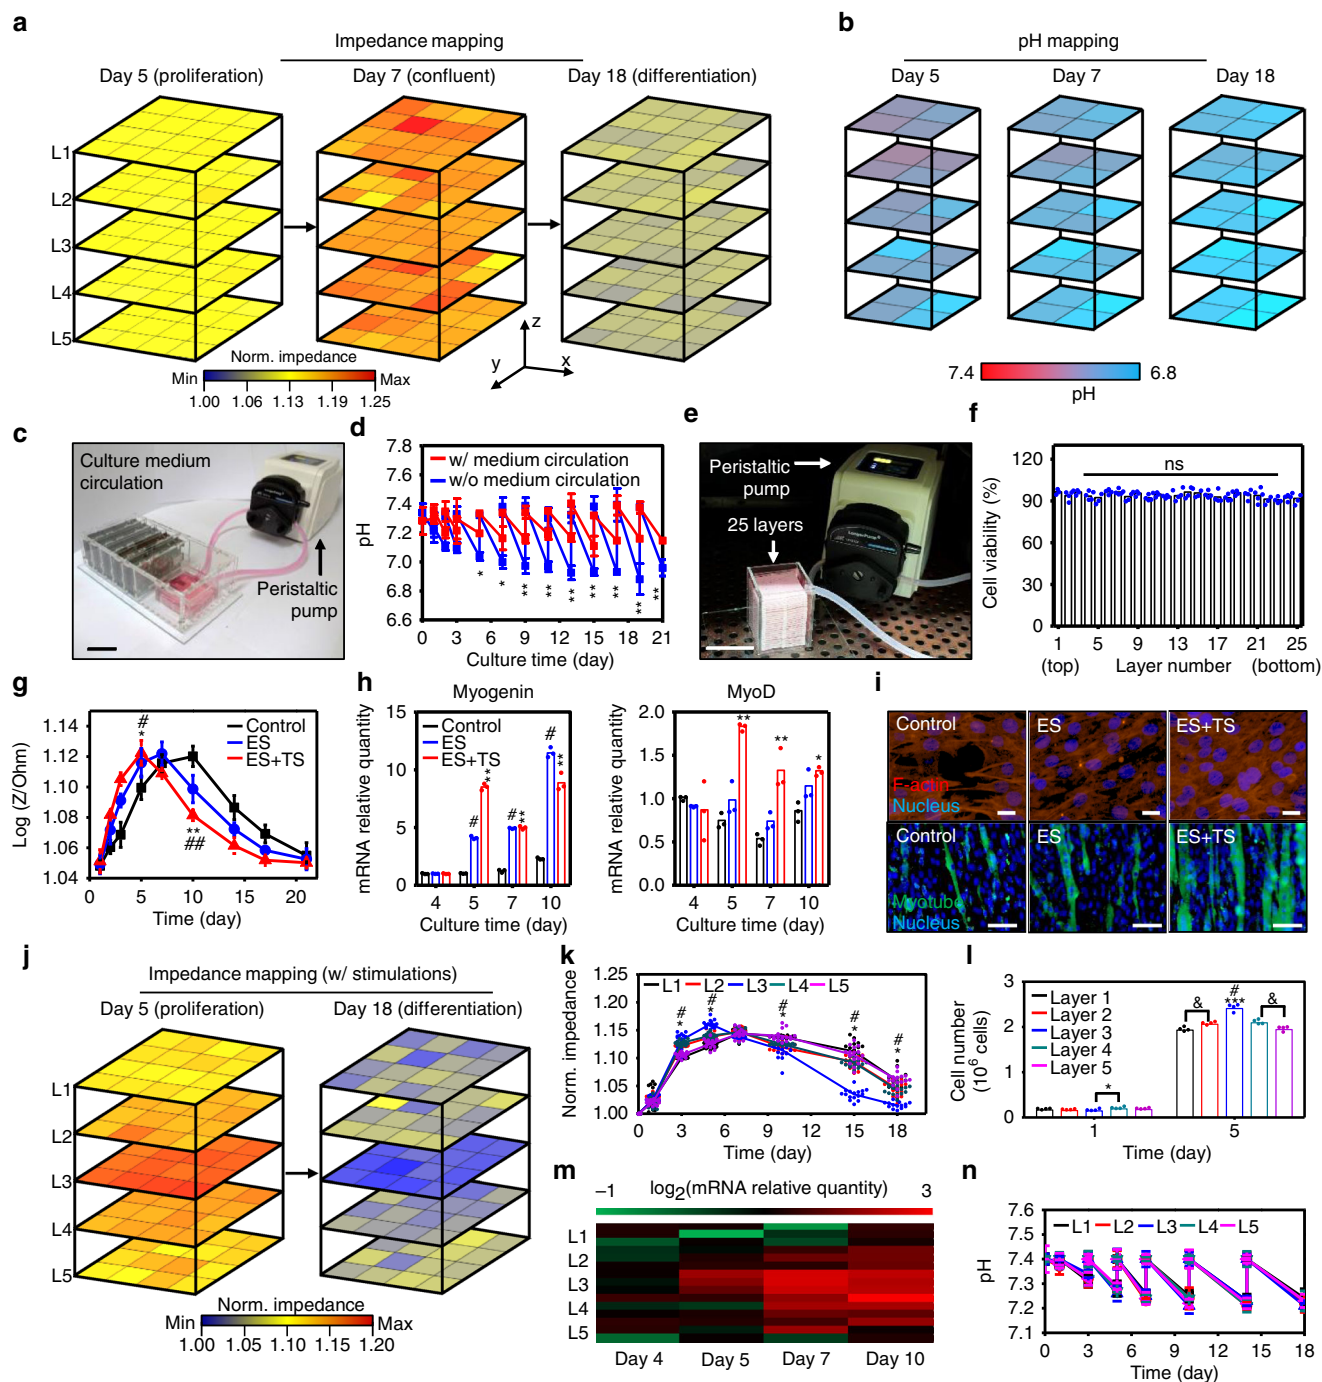 a
Impedance mapping
Day 5 (proliferation)
Day 7 (confluent)
Day 18 (differentiation)
L1
L2
L3
L4
L5
Norm. impedance
Min
Max
1.00 1.06 1.13 1.19 1.25
z
y
x
b
pH mapping
Day 5
Day 7
Day 18
7.4
6.8
pH
c
Culture medium
circulation
Peristaltic
pump
d
7.8
7.6
7.4
7.2
7.0
6.8
6.6
pH
w/ medium circulation
w/o medium circulation
* * ** ** ** ** ** ** **
0 3 6 9 12 15 18 21
Culture time (day)
e
Peristaltic
pump
25 layers
f
Cell viability (%)
120
90
60
30
0
ns
1 5 9 13 17 21 25
(top) Layer number (bottom)
g
Log (Z/Ohm)
1.14
1.12
1.10
1.08
1.06
1.04
#
*
Control
ES
ES+TS
**
##
0 5 10 15 20
Time (day)
h
Myogenin
mRNA relative quantity
15
10
5
0
Control
ES
ES+TS
# ** # ** # **
4 5 7 10
Culture time (day)
MyoD
mRNA relative quantity
2.0
1.5
1.0
0.5
0.0
** ** *
4 5 7 10
Culture time (day)
i
Control
ES
ES+TS
F-actin
Nucleus
Control
ES
ES+TS
Myotube
Nucleus
j
Impedance mapping (w/ stimulations)
Day 5 (proliferation)
Day 18 (differentiation)
L1
L2
L3
L4
L5
Norm. impedance
Min
Max
1.00 1.05 1.10 1.15 1.20
k
Norm. impedance
1.25
1.20
1.15
1.10
1.05
1.00
L1 L2 L3 L4 L5
# # # # #
* * * * *
0 3 6 9 12 15 18
Time (day)
l
Cell number
(10⁶ cells)
3
2
1
0
Layer 1
Layer 2
Layer 3
Layer 4
Layer 5
*
&
#
***
&
1 5
Time (day)
m
–1
log₂(mRNA relative quantity)
3
L1
L2
L3
L4
L5
Day 4 Day 5 Day 7 Day 10
n
pH
7.6
7.5
7.4
7.3
7.2
7.1
L1 L2 L3 L4 L5
0 3 6 9 12 15 18
Time (day)